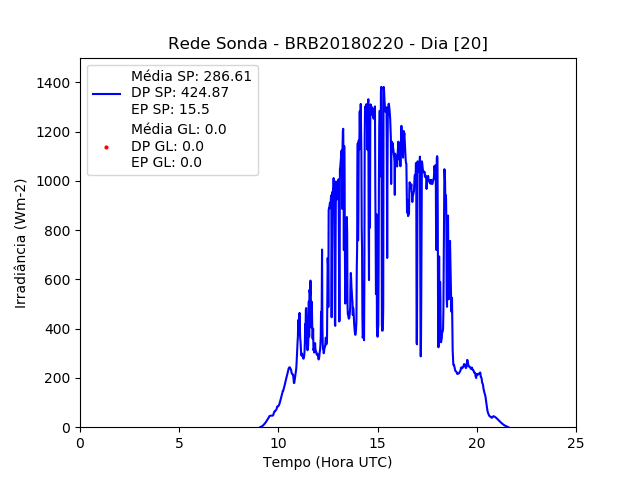 Rede Sonda - BRB20180220 - Dia [20]
Média SP: 286.61
DP SP: 424.87
EP SP: 15.5
Média GL: 0.0
DP GL: 0.0
EP GL: 0.0
Irradiância (Wm-2)
1400
1200
1000
800
600
400
200
0
0 5 10 15 20 25
Tempo (Hora UTC)